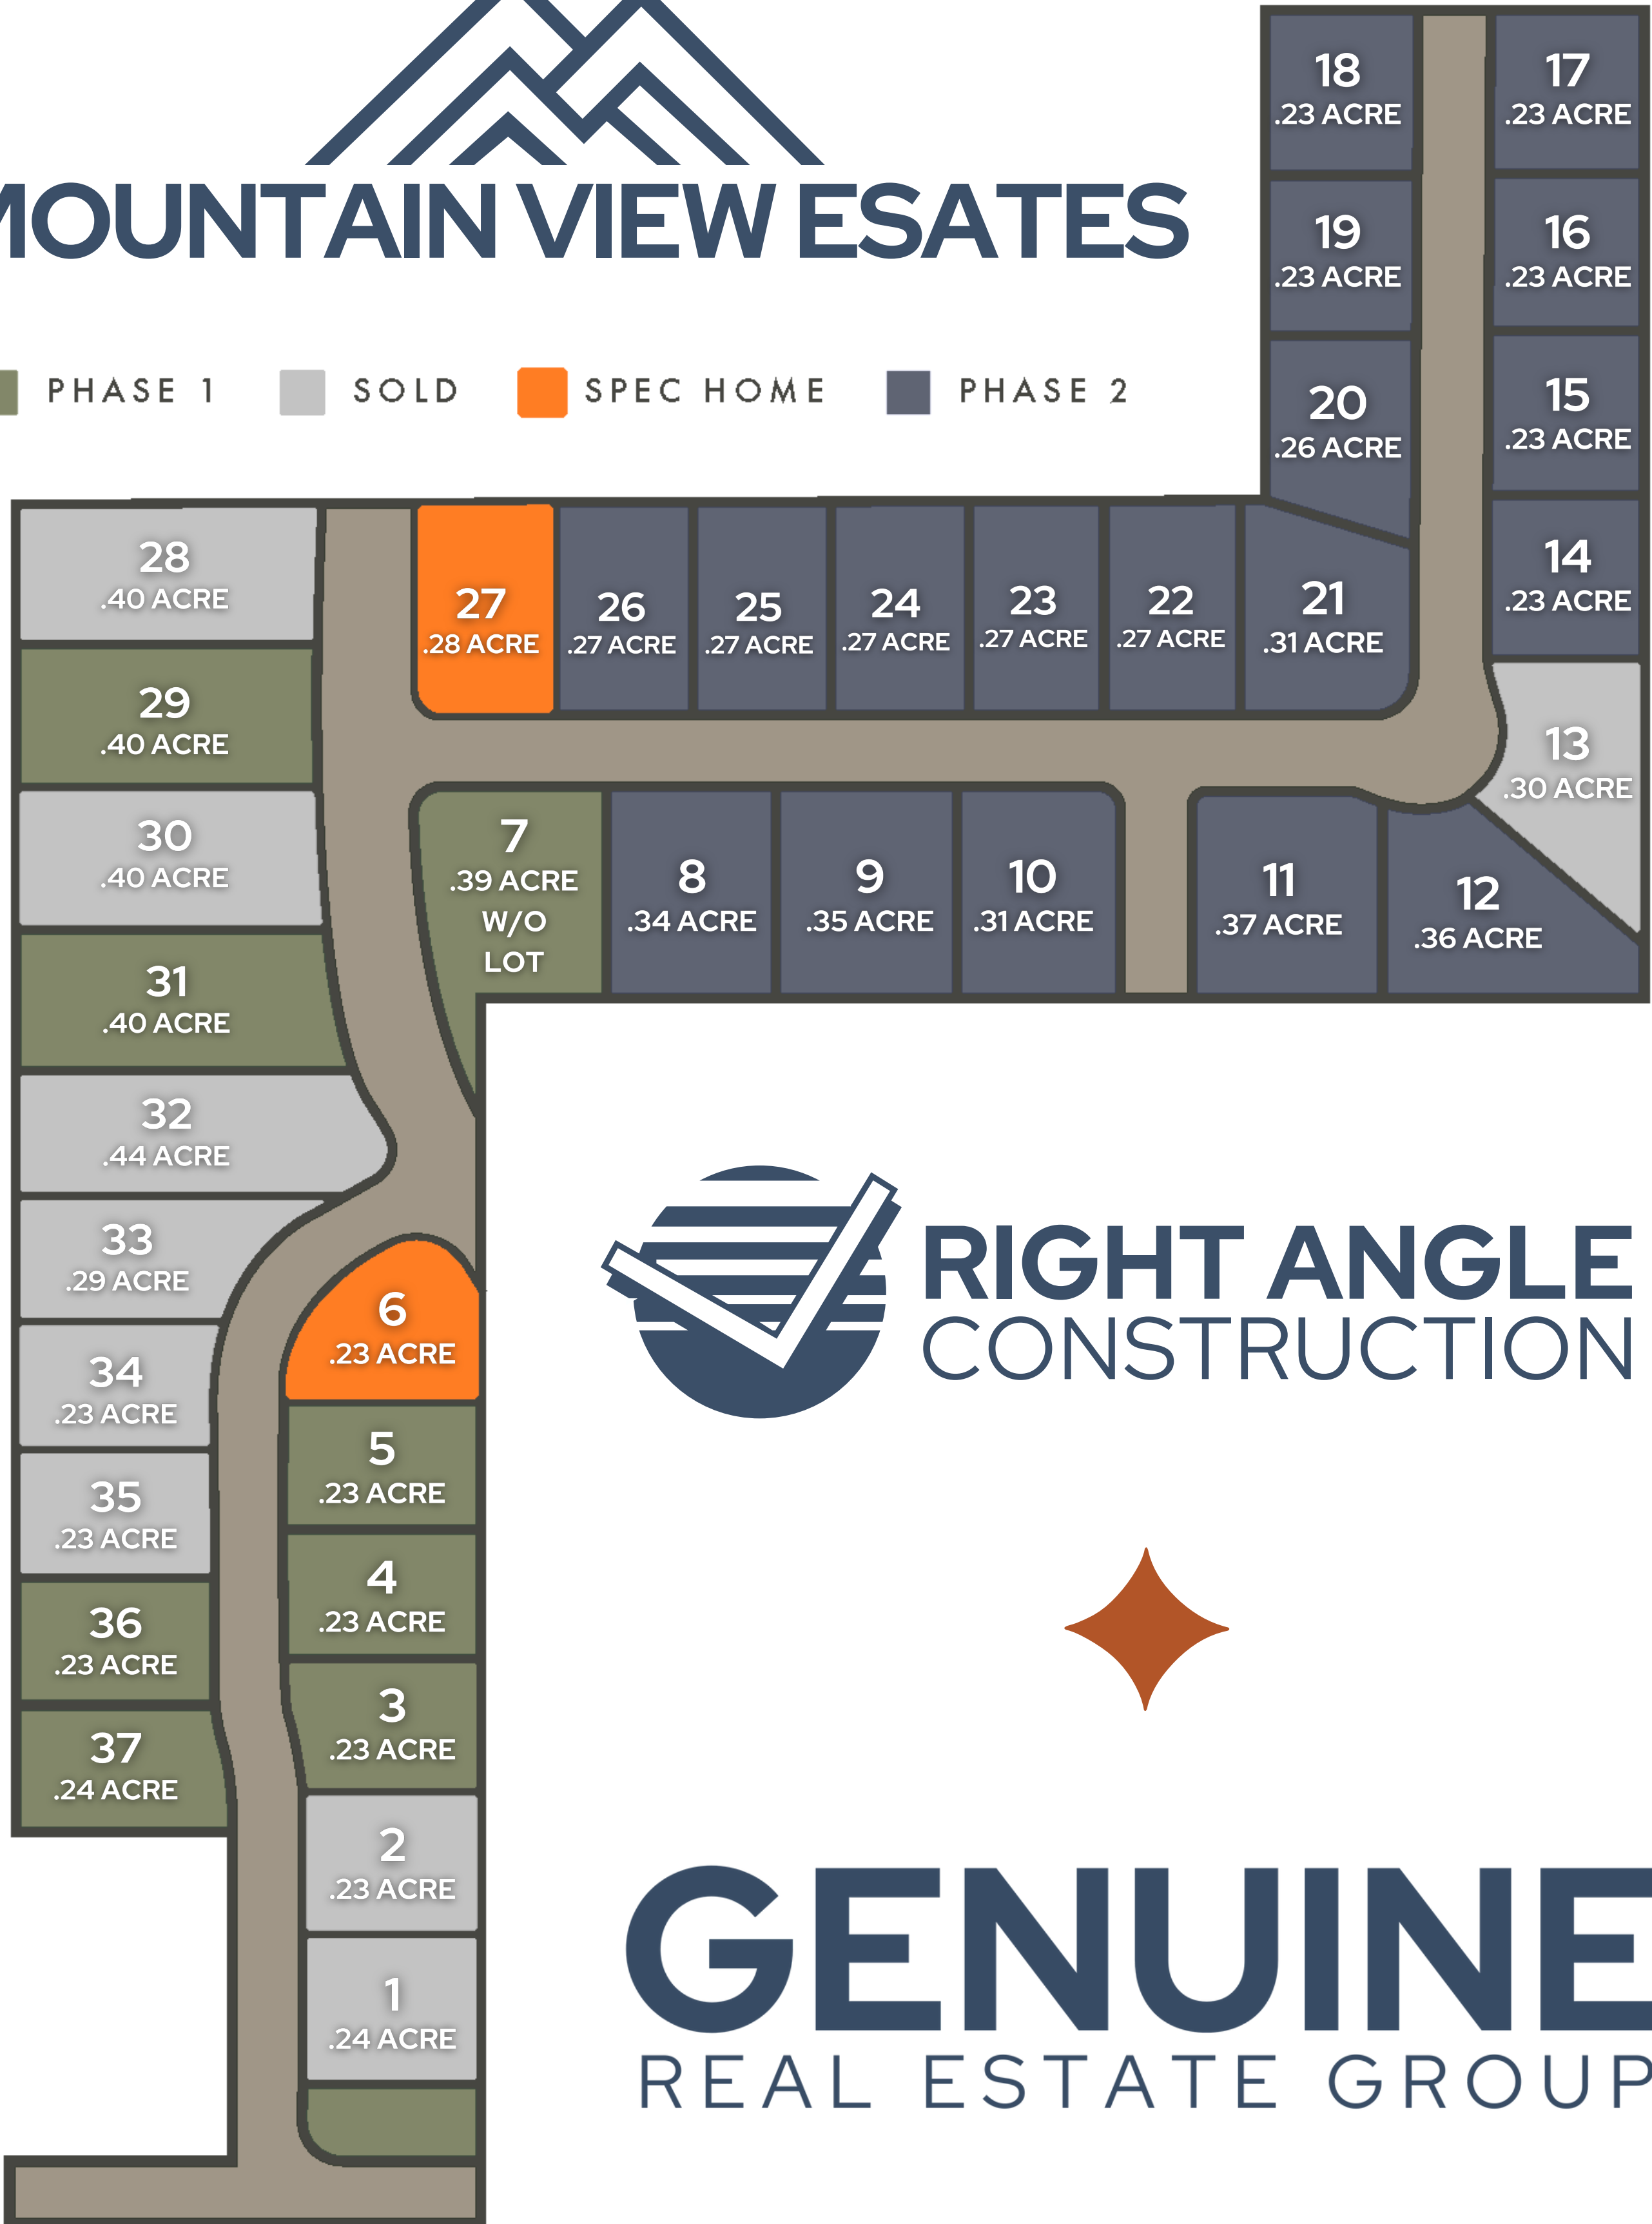 MOUNTAIN VIEW ESATES
PHASE 1
SOLD
SPEC HOME
PHASE 2
18
.23 ACRE
17
.23 ACRE
19
.23 ACRE
16
.23 ACRE
20
.26 ACRE
15
.23 ACRE
14
.23 ACRE
28
.40 ACRE
27
.28 ACRE
26
.27 ACRE
25
.27 ACRE
24
.27 ACRE
23
.27 ACRE
22
.27 ACRE
21
.31 ACRE
29
.40 ACRE
13
.30 ACRE
30
.40 ACRE
7
.39 ACRE
W/O
LOT
8
.34 ACRE
9
.35 ACRE
10
.31 ACRE
11
.37 ACRE
12
.36 ACRE
31
.40 ACRE
32
.44 ACRE
33
.29 ACRE
6
.23 ACRE
34
.23 ACRE
5
.23 ACRE
35
.23 ACRE
4
.23 ACRE
36
.23 ACRE
3
.23 ACRE
37
.24 ACRE
2
.23 ACRE
1
.24 ACRE
RIGHT ANGLE
CONSTRUCTION
GENUINE
REAL ESTATE GROUP